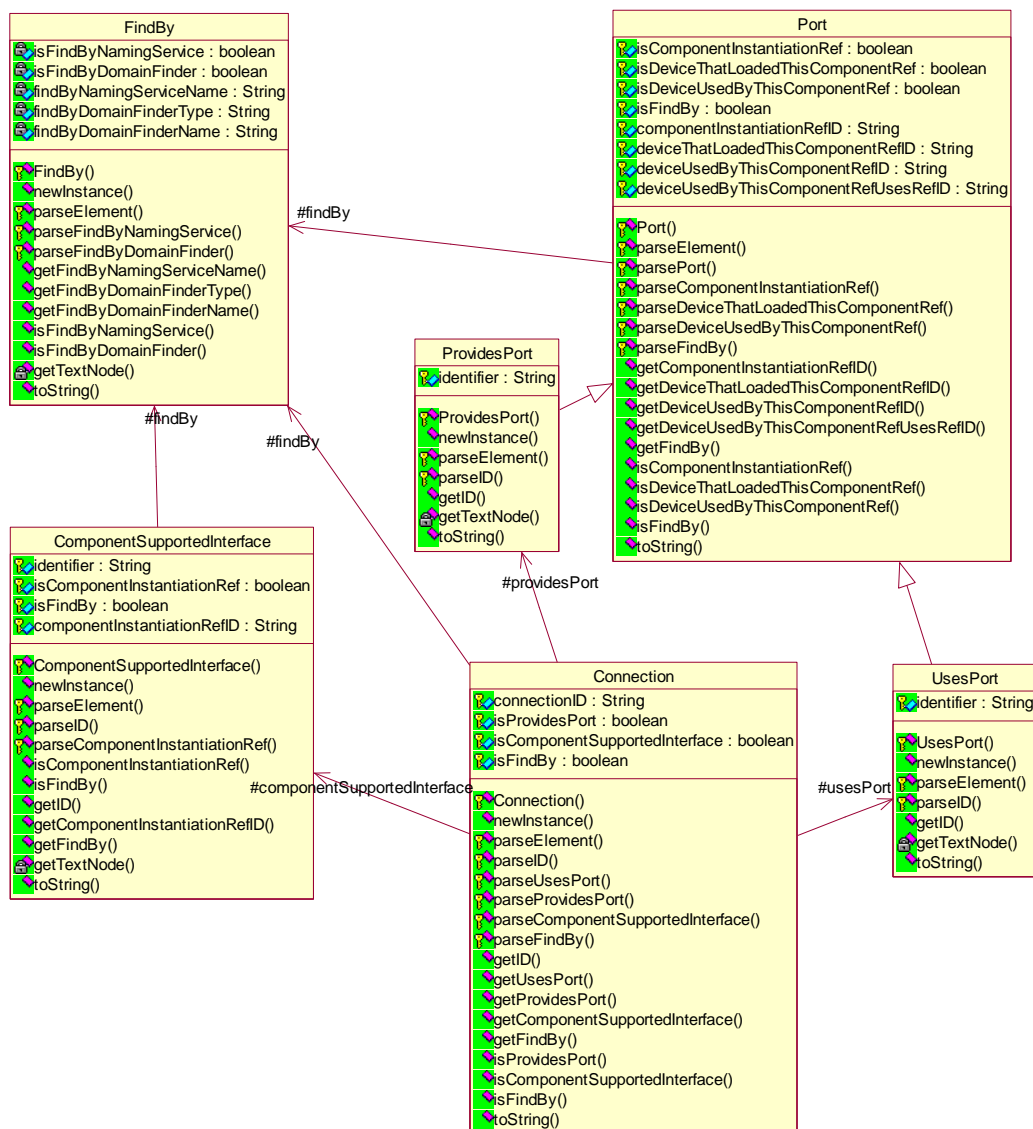 FindBy
isFindByNamingService : boolean
isFindByDomainFinder : boolean
findByNamingServiceName : String
findByDomainFinderType : String
findByDomainFinderName : String
FindBy()
newInstance()
parseElement()
parseFindByNamingService()
parseFindByDomainFinder()
getFindByNamingServiceName()
getFindByDomainFinderType()
getFindByDomainFinderName()
isFindByNamingService()
isFindByDomainFinder()
getTextNode()
toString()
Port
isComponentInstantiationRef : boolean
isDeviceThatLoadedThisComponentRef : boolean
isDeviceUsedByThisComponentRef : boolean
isFindBy : boolean
componentInstantiationRefID : String
deviceThatLoadedThisComponentRefID : String
deviceUsedByThisComponentRefID : String
deviceUsedByThisComponentRefUsesRefID : String
Port()
parseElement()
parsePort()
parseComponentInstantiationRef()
parseDeviceThatLoadedThisComponentRef()
parseDeviceUsedByThisComponentRef()
parseFindBy()
getComponentInstantiationRefID()
getDeviceThatLoadedThisComponentRefID()
getDeviceUsedByThisComponentRefID()
getDeviceUsedByThisComponentRefUsesRefID()
getFindBy()
isComponentInstantiationRef()
isDeviceThatLoadedThisComponentRef()
isDeviceUsedByThisComponentRef()
isFindBy()
toString()
#findBy
ProvidesPort
identifier : String
ProvidesPort()
newInstance()
parseElement()
parseID()
getID()
getTextNode()
toString()
#findBy
#findBy
#providesPort
ComponentSupportedInterface
identifier : String
isComponentInstantiationRef : boolean
isFindBy : boolean
componentInstantiationRefID : String
ComponentSupportedInterface()
newInstance()
parseElement()
parseID()
parseComponentInstantiationRef()
isComponentInstantiationRef()
isFindBy()
getID()
getComponentInstantiationRefID()
getFindBy()
getTextNode()
toString()
#componentSupportedInterface
Connection
connectionID : String
isProvidesPort : boolean
isComponentSupportedInterface : boolean
isFindBy : boolean
Connection()
newInstance()
parseElement()
parseID()
parseUsesPort()
parseProvidesPort()
parseComponentSupportedInterface()
parseFindBy()
getID()
getUsesPort()
getProvidesPort()
getComponentSupportedInterface()
getFindBy()
isProvidesPort()
isComponentSupportedInterface()
isFindBy()
toString()
#usesPort
UsesPort
identifier : String
UsesPort()
newInstance()
parseElement()
parseID()
getID()
getTextNode()
toString()